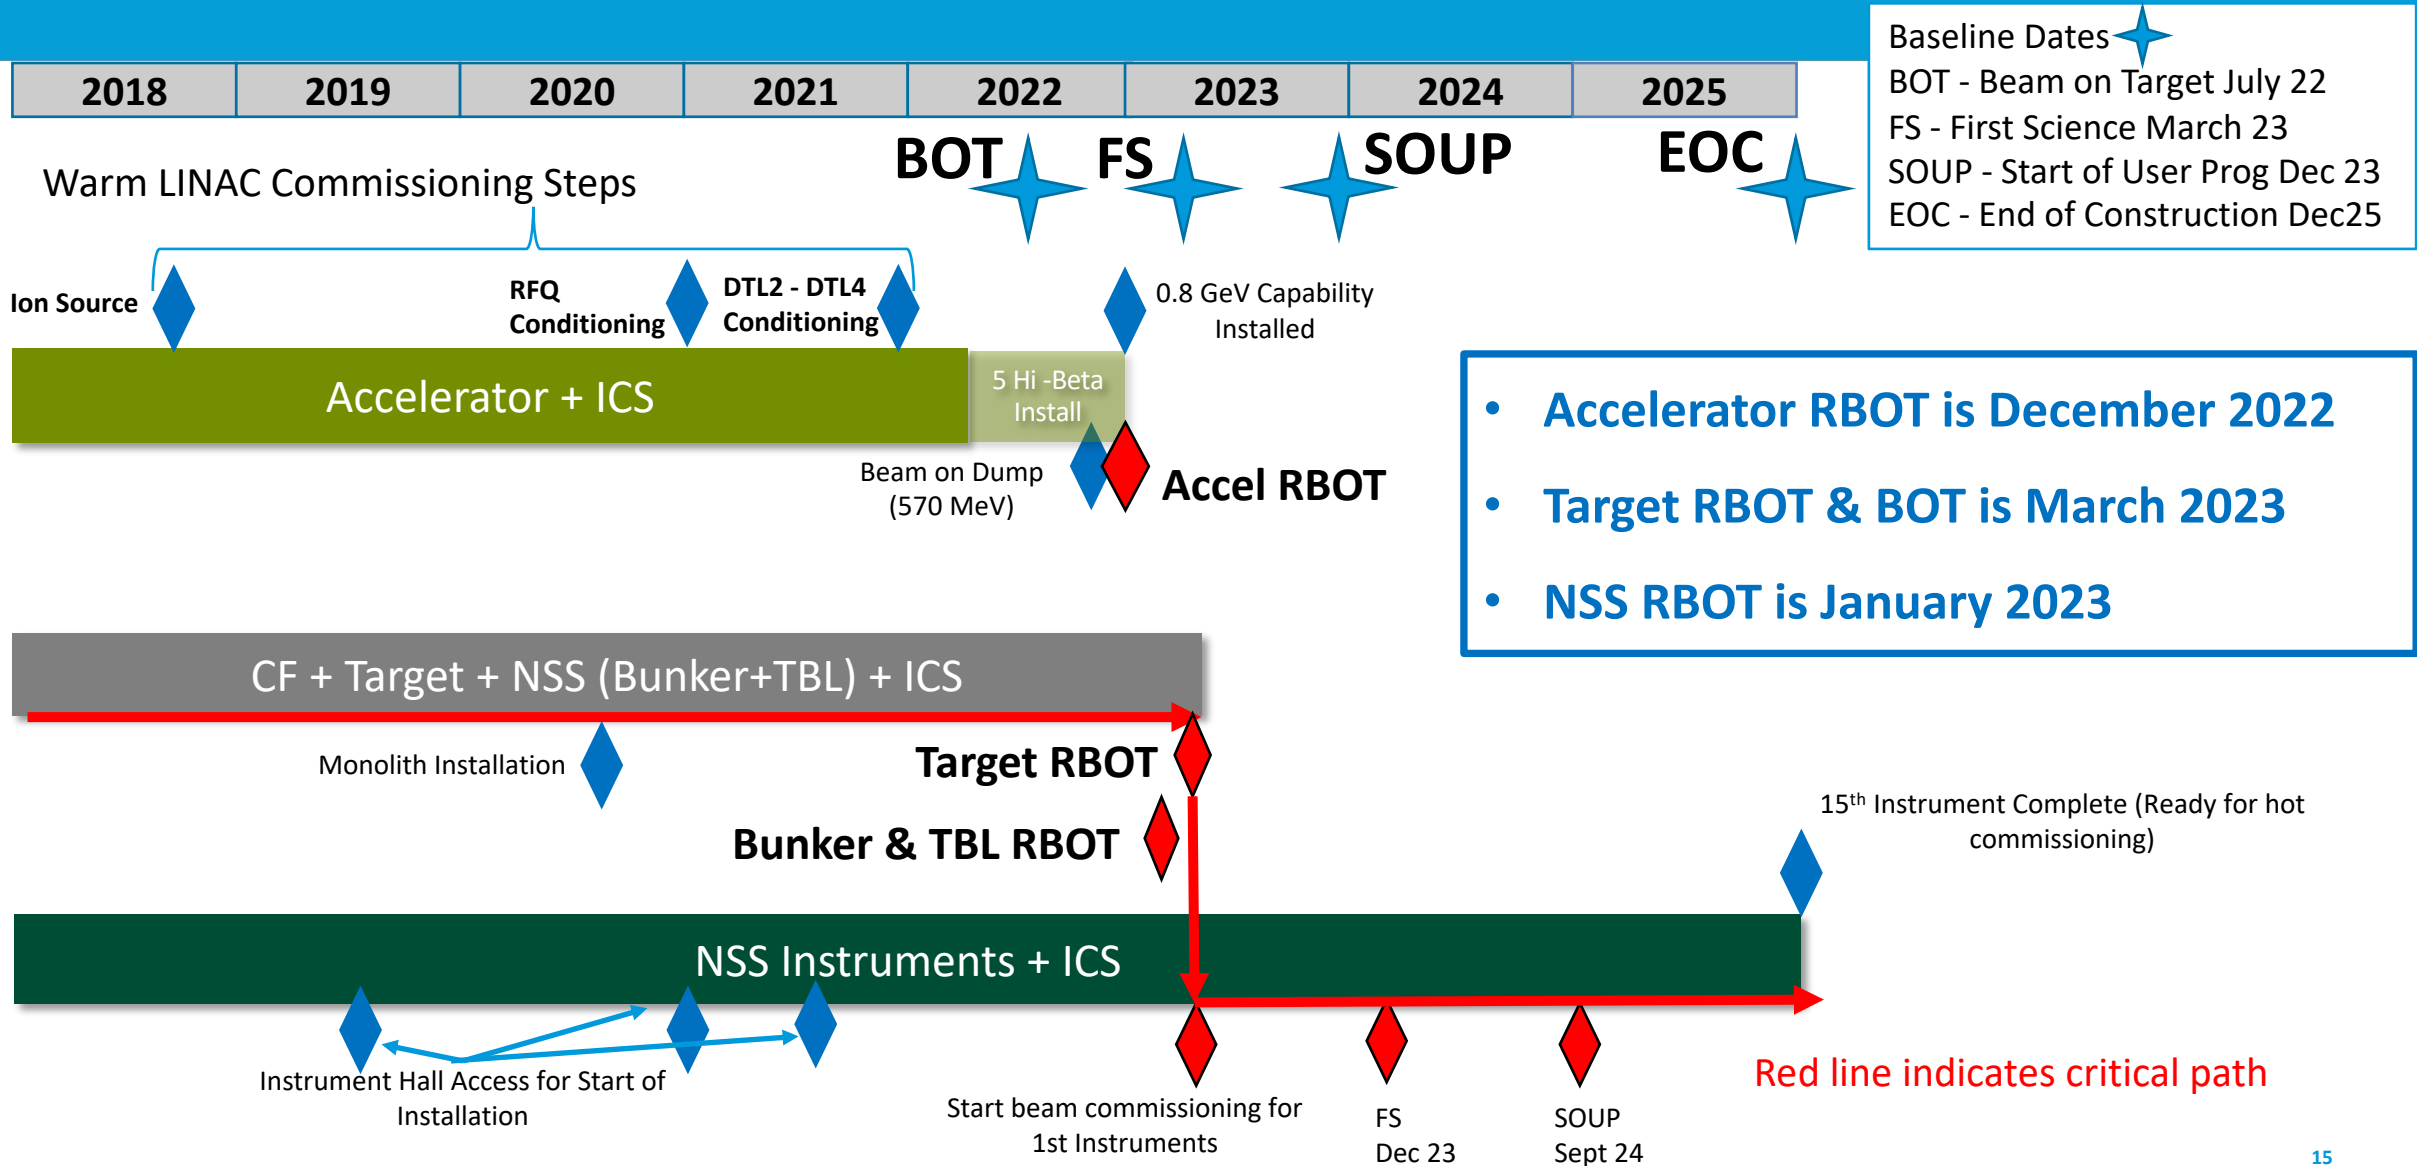 Baseline Dates
BOT - Beam on Target July 22
FS - First Science March 23
SOUP - Start of User Prog Dec 23
EOC - End of Construction Dec25
2018 2019 2020 2021 2022 2023 2024 2025
BOT FS SOUP EOC
Warm LINAC Commissioning Steps
Ion Source
RFQ
Conditioning
DTL2 - DTL4
Conditioning
0.8 GeV Capability
Installed
Accelerator + ICS
5 Hi -Beta
Install
Beam on Dump
(570 MeV)
Accel RBOT
• Accelerator RBOT is December 2022
• Target RBOT & BOT is March 2023
• NSS RBOT is January 2023
CF + Target + NSS (Bunker+TBL) + ICS
Monolith Installation
Target RBOT
Bunker & TBL RBOT
15th Instrument Complete (Ready for hot
commissioning)
NSS Instruments + ICS
Instrument Hall Access for Start of
Installation
Start beam commissioning for
1st Instruments
FS
Dec 23
SOUP
Sept 24
Red line indicates critical path
15